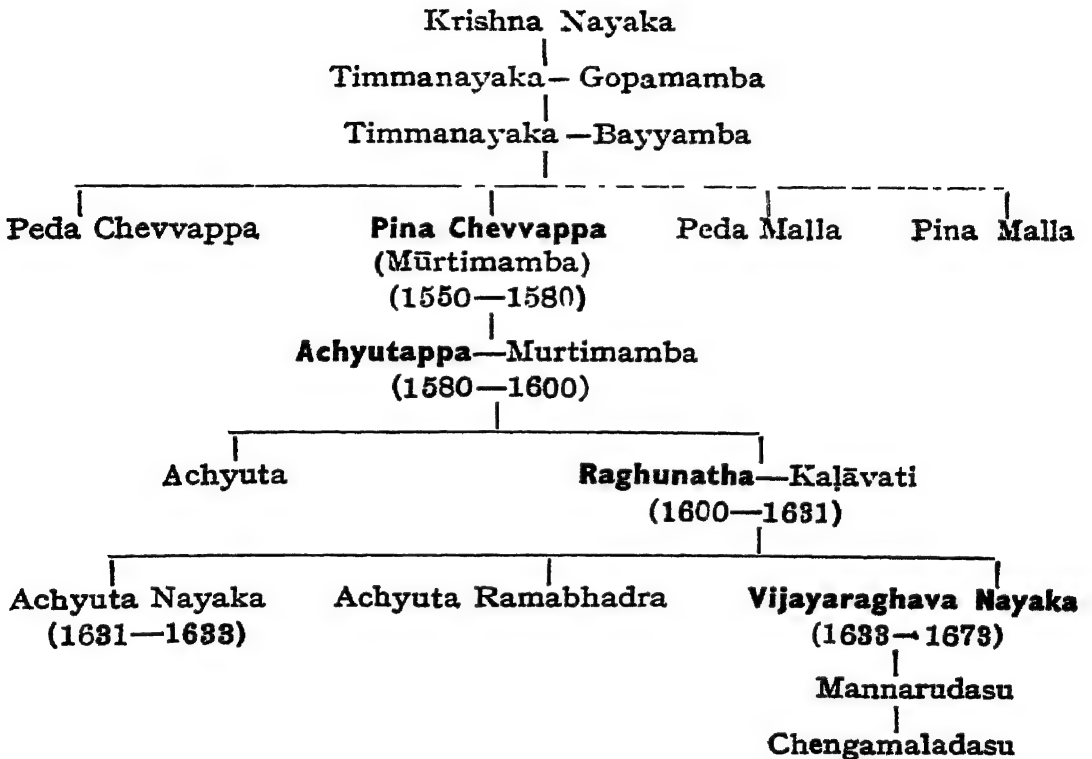 Krishna Nayaka
Timmanayaka— Gopamamba
Timmanayaka —Bayyamba
Peda Chevvappa Pina Chevvappa Peda Malla Pina Malla
(Mūrtimamba)
(1550—1580)
Achyutappa—Murtimamba
(1580—1600)
Achyuta Raghunatha—Kaḷāvati
(1600—1631)
Achyuta Nayaka Achyuta Ramabhadra Vijayaraghava Nayaka
(1631—1633) (1633—1673)
Mannarudasu
Chengamaladasu